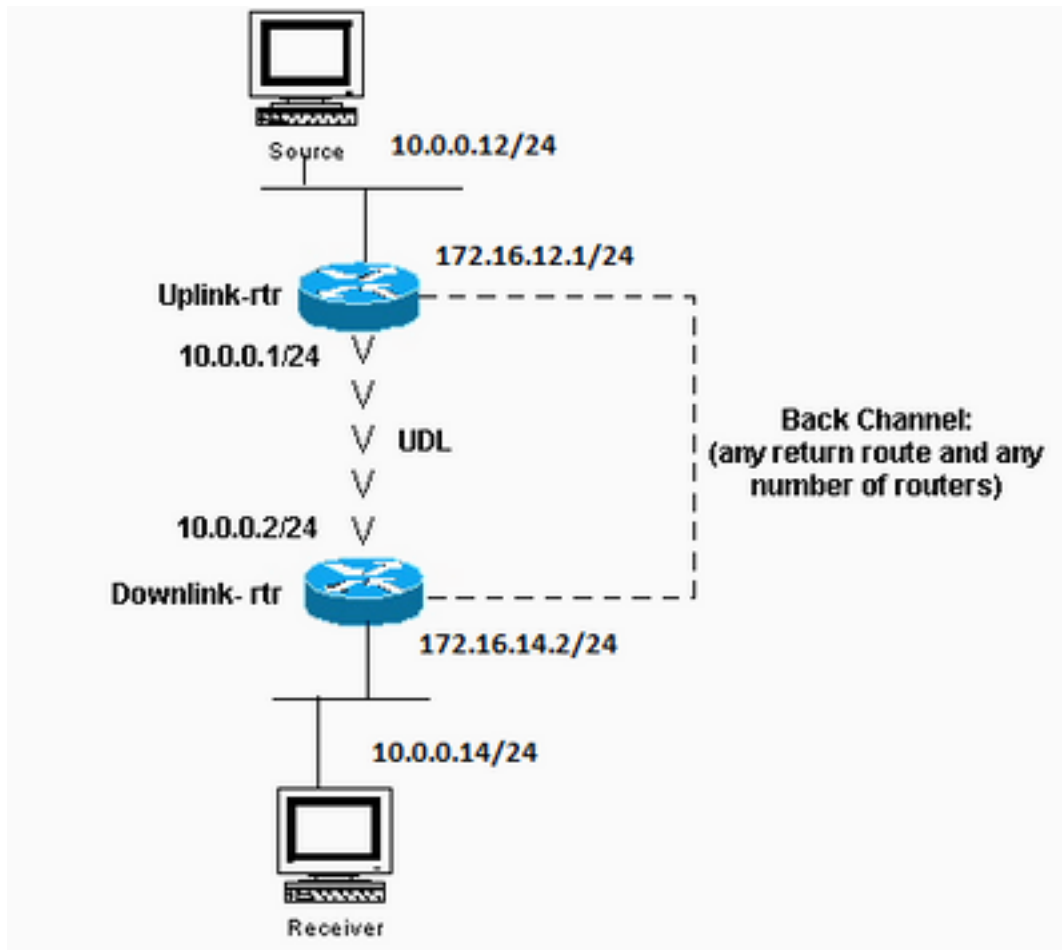 Source
10.0.0.12/24
172.16.12.1/24
Uplink-rtr
10.0.0.1/24
UDL
Back Channel:
(any return route and any
number of routers)
10.0.0.2/24
Downlink- rtr
172.16.14.2/24
10.0.0.14/24
Receiver